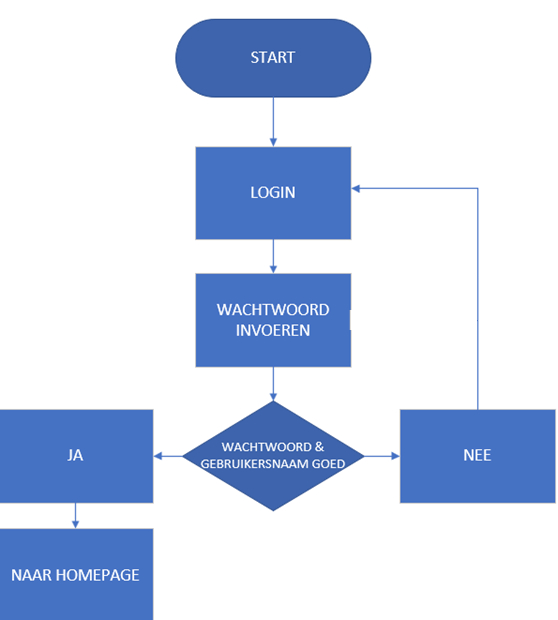 START
LOGIN
WACHTWOORD
INVOEREN
WACHTWOORD &
GEBRUIKERSNAAM GOED
JA
NEE
NAAR HOMEPAGE